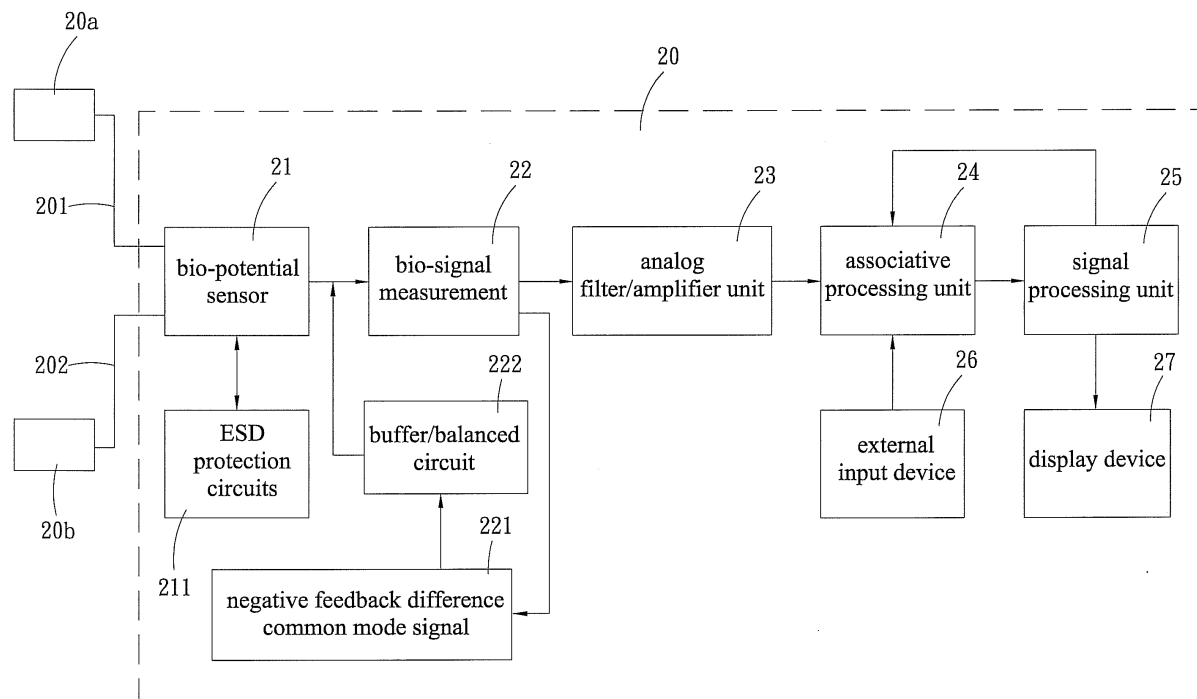 20a
20
201
21
22
23
24
25
bio-potential
sensor
bio-signal
measurement
analog
filter/amplifier unit
associative
processing unit
signal
processing unit
202
222
26
27
ESD
protection
circuits
buffer/balanced
circuit
external
input device
display device
20b
211
221
negative feedback difference
common mode signal